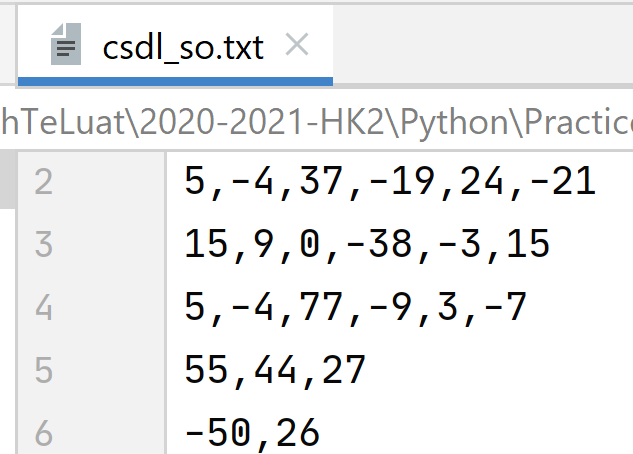 csdl_so.txt
hTeLuat\2020-2021-HK2\Python\Practice
2 5,-4,37,-19,24,-21
3 15,9,0,-38,-3,15
4 5,-4,77,-9,3,-7
5 55,44,27
6 -50,26